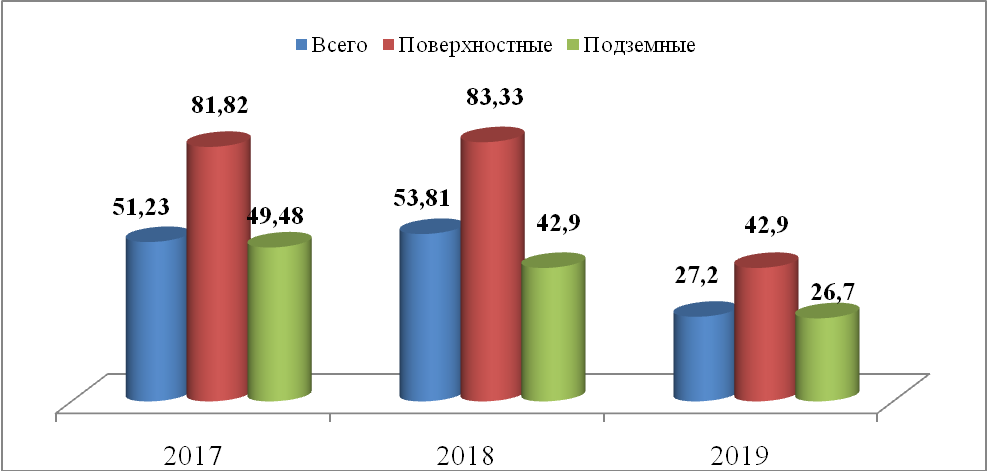 Всего Поверхностные Подземные
81,82 83,33
51,23 49,48 53,81 42,9 42,9
27,2 26,7
2017 2018 2019